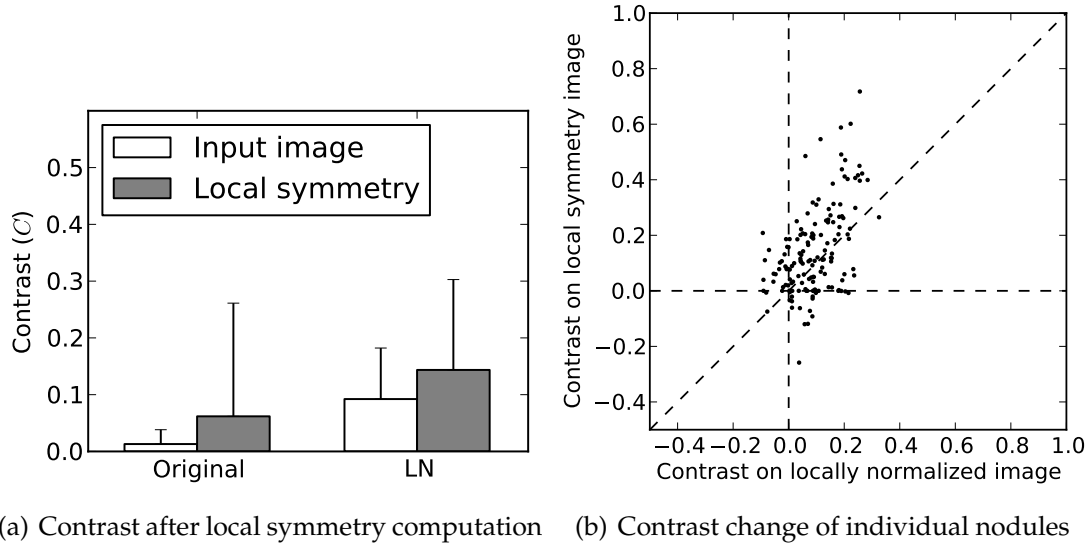 Contrast (C)
0.5
0.4
0.3
0.2
0.1
0.0
Input image
Local symmetry
Original LN
Contrast on local symmetry image
1.0
0.8
0.6
0.4
0.2
0.0
−0.2
−0.4
−0.4 −0.2 0.0 0.2 0.4 0.6 0.8 1.0
Contrast on locally normalized image
a) Contrast after local symmetry computation
(b) Contrast change of individual nodules